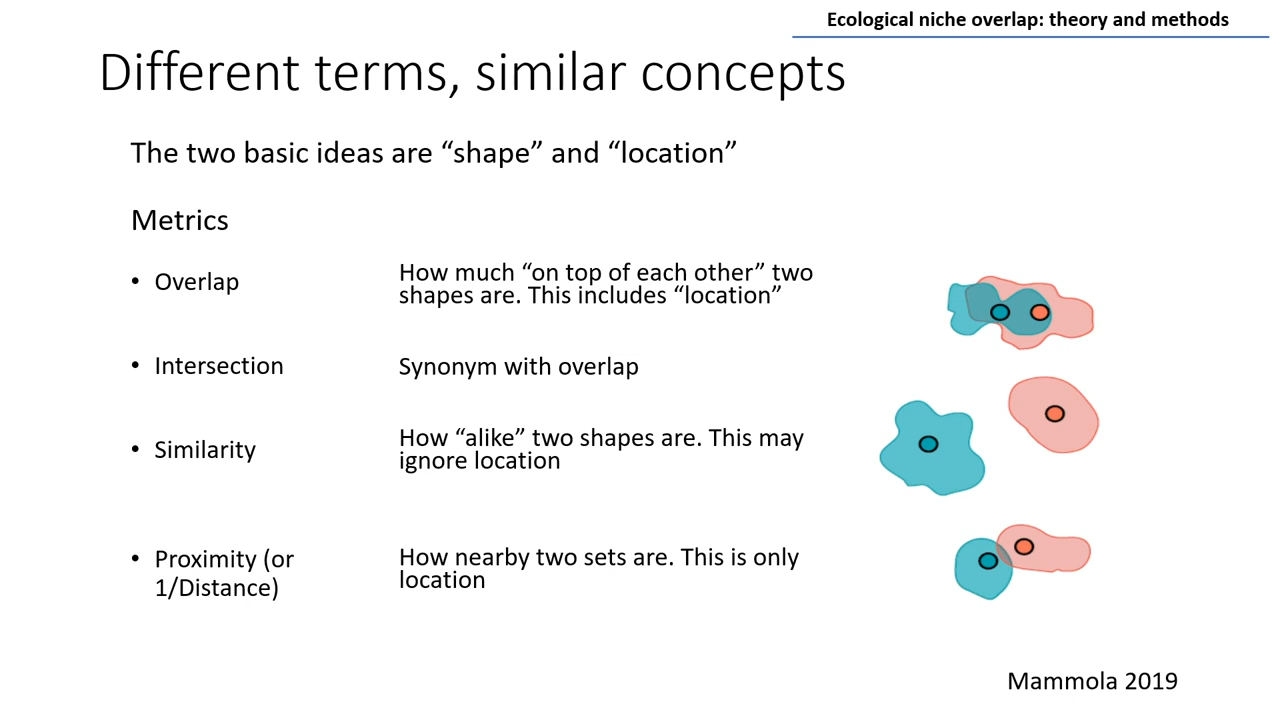 Ecological niche overlap: theory and methods
Different terms, similar concepts
The two basic ideas are “shape” and “location”
Metrics
• Overlap
How much “on top of each other” two
shapes are. This includes “location”
• Intersection
Synonym with overlap
• Similarity
How “alike” two shapes are. This may
ignore location
• Proximity (or
1/Distance)
How nearby two sets are. This is only
location
Mammola 2019